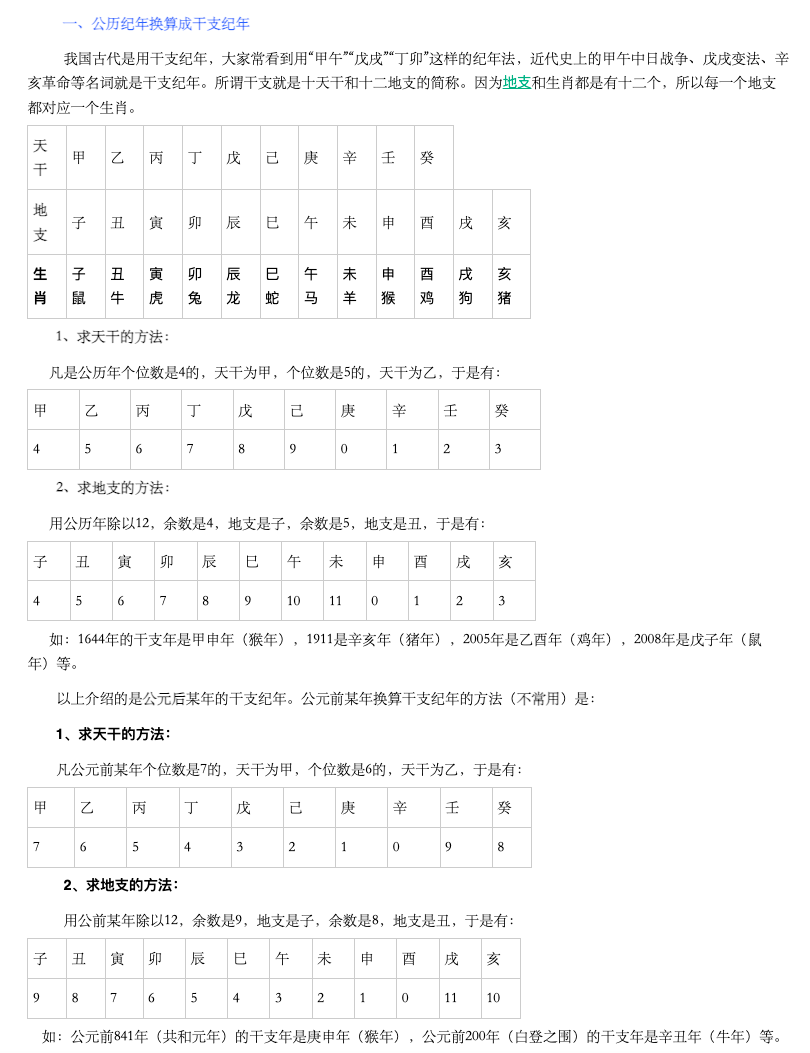 一、公历纪年换算成干支纪年
我国古代是用干支纪年，大家常看到用“甲午”“戊戌”“丁卯”这样的纪年法，近代史上的甲午中日战争、戊戌变法、辛
亥革命等名词就是干支纪年。所谓干支就是十天干和十二地支的简称。因为地支和生肖都是有十二个，所以每一个地支
都对应一个生肖。
天干 甲 乙 丙 丁 戊 己 庚 辛 壬 癸
地支 子 丑 寅 卯 辰 巳 午 未 申 酉 戌 亥
生肖 子鼠 丑牛 寅虎 卯兔 辰龙 巳蛇 午马 未羊 申猴 酉鸡 戌狗 亥猪
1、求天干的方法：
凡是公历年个位数是4的，天干为甲，个位数是5的，天干为乙，于是有：
甲 乙 丙 丁 戊 己 庚 辛 壬 癸
4 5 6 7 8 9 0 1 2 3
2、求地支的方法：
用公历年除以12，余数是4，地支是子，余数是5，地支是丑，于是有：
子 丑 寅 卯 辰 巳 午 未 申 酉 戌 亥
4 5 6 7 8 9 10 11 0 1 2 3
如：1644年的干支年是甲申年（猴年），1911是辛亥年（猪年），2005年是乙酉年（鸡年），2008年是戊子年（鼠
年）等。
以上介绍的是公元后某年的干支纪年。公元前某年换算干支纪年的方法（不常用）是：
1、求天干的方法：
凡公元前某年个位数是7的，天干为甲，个位数是6的，天干为乙，于是有：
甲 乙 丙 丁 戊 己 庚 辛 壬 癸
7 6 5 4 3 2 1 0 9 8
2、求地支的方法：
用公前某年除以12，余数是9，地支是子，余数是8，地支是丑，于是有：
子 丑 寅 卯 辰 巳 午 未 申 酉 戌 亥
9 8 7 6 5 4 3 2 1 0 11 10
如：公元前841年（共和元年）的干支年是庚申年（猴年），公元前200年（白登之围）的干支年是辛丑年（牛年）等。